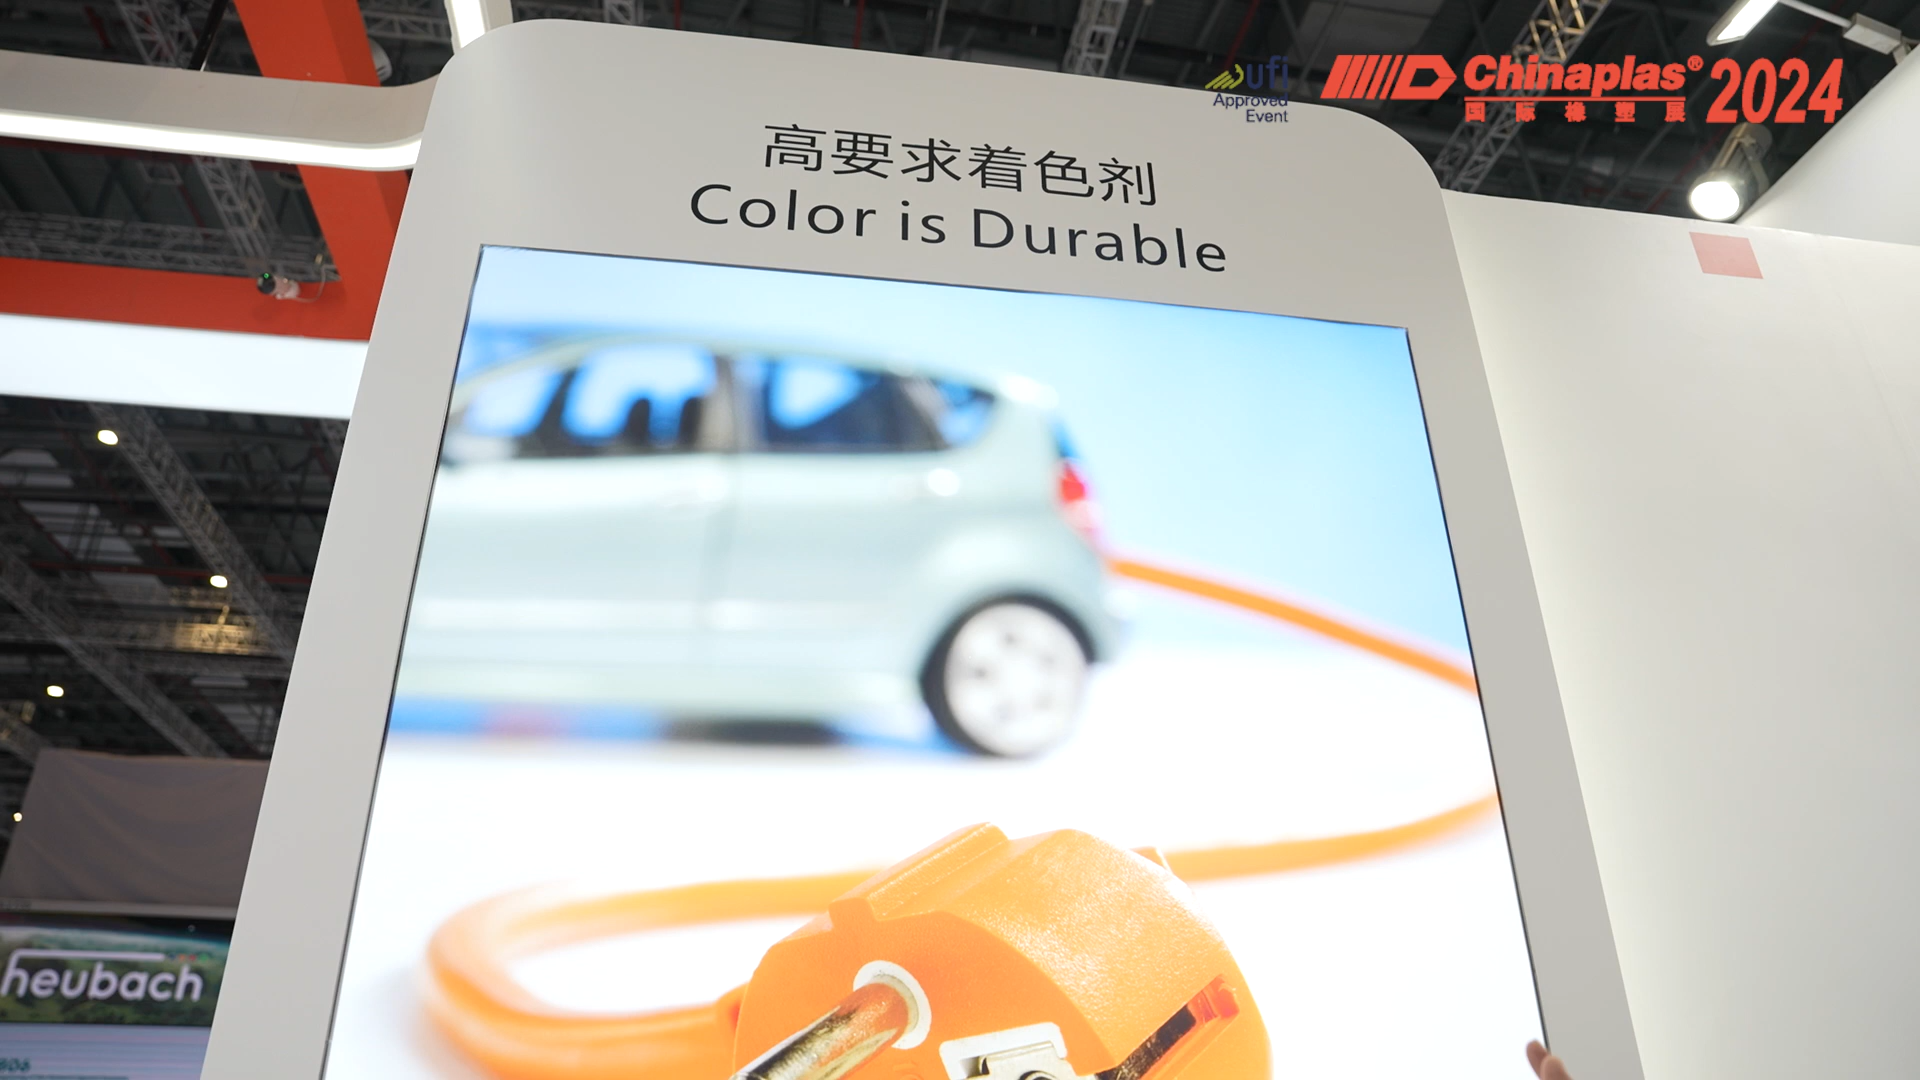 ufi
Approved
Event
Chinaplas® 2024
国际橡塑展
高要求着色剂
Color is Durable
heubach